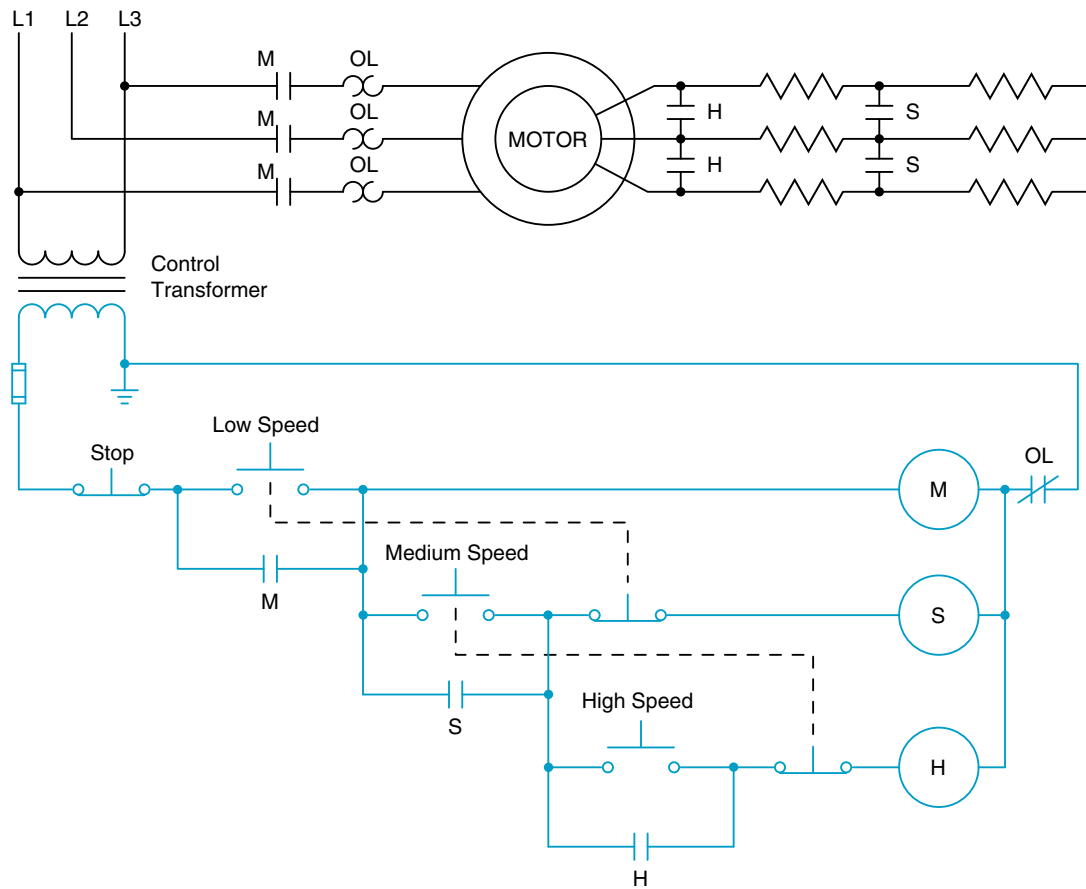 L1 L2 L3
M OL
H S
M OL
MOTOR
H S
M OL
Control
Transformer
Low Speed
Stop
OL
M
Medium Speed
M
S
High Speed
S
H
H